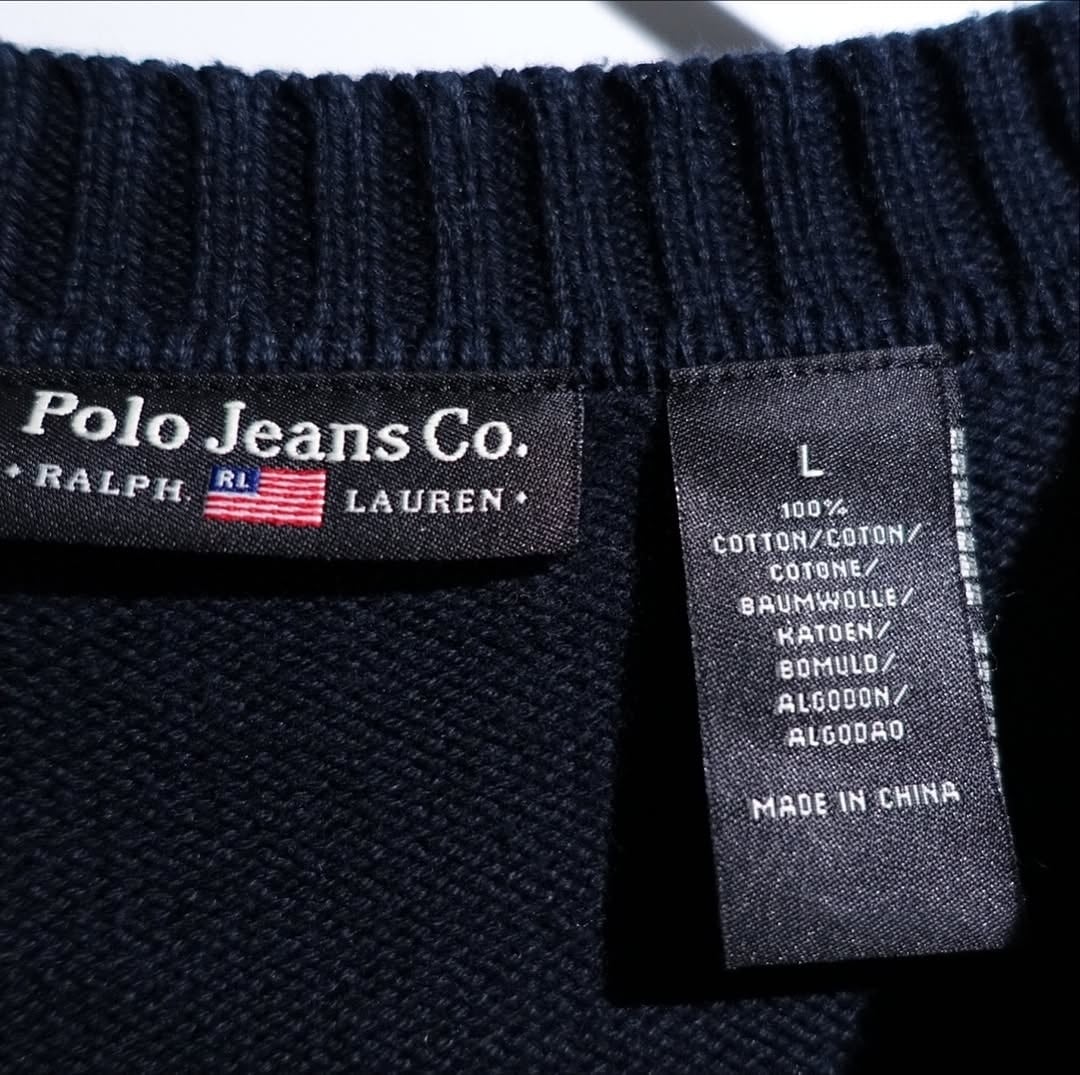 Polo Jeans Co.
RALPH RL LAUREN
L
100%
COTTON/COTON/
COTONE/
BAUMWOLLE/
KATOEN/
BOMULD/
ALGODON/
ALGODAO
MADE IN CHINA